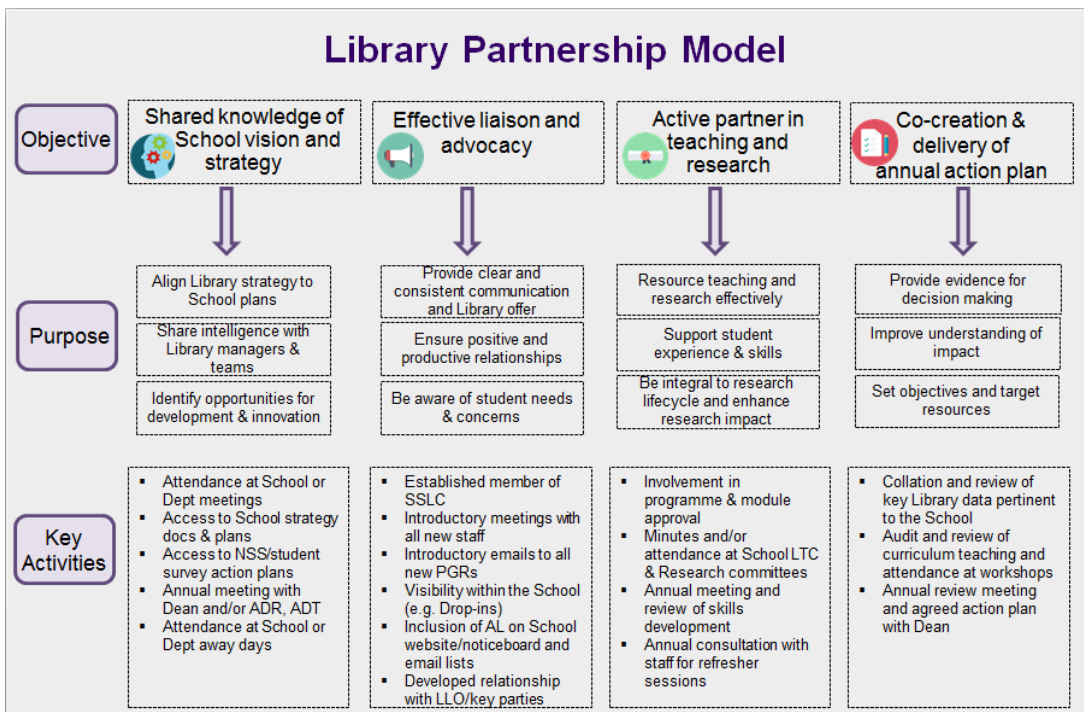 Library Partnership Model
Objective
Shared knowledge of
School vision and
strategy
Effective liaison and
advocacy
Active partner in
teaching and
research
Co-creation &
delivery of
annual action plan
Purpose
Align Library strategy to
School plans
Share intelligence with
Library managers &
teams
Identify opportunities for
development & innovation
Provide clear and
consistent communication
and Library offer
Ensure positive and
productive relationships
Be aware of student needs
& concerns
Resource teaching and
research effectively
Support student
experience & skills
Be integral to research
lifecycle and enhance
research impact
Provide evidence for
decision making
Improve understanding of
impact
Set objectives and target
resources
Key
Activities
▪ Attendance at School or
Dept meetings
▪ Access to School strategy
docs & plans
▪ Access to NSS/student
survey action plans
▪ Annual meeting with
Dean and/or ADR, ADT
▪ Attendance at School or
Dept away days
▪ Established member of
SSLC
▪ Introductory meetings with
all new staff
▪ Introductory emails to all
new PGRs
▪ Visibility within the School
(e.g. Drop-ins)
▪ Inclusion of AL on School
website/noticeboard and
email lists
▪ Developed relationship
with LLO/key parties
▪ Involvement in
programme & module
approval
▪ Minutes and/or
attendance at School LTC
& Research committees
▪ Annual meeting and
review of skills
development
▪ Annual consultation with
staff for refresher
sessions
▪ Collation and review of
key Library data pertinent
to the School
▪ Audit and review of
curriculum teaching and
attendance at workshops
▪ Annual review meeting
and agreed action plan
with Dean